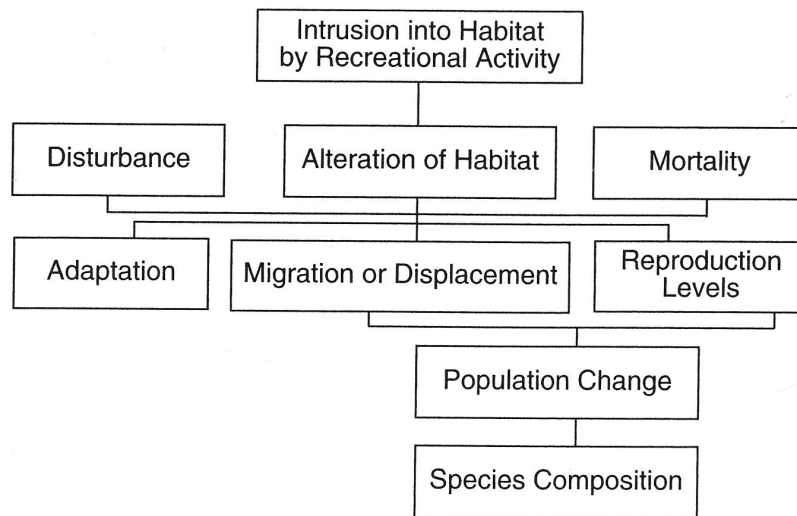 Intrusion into Habitat
by Recreational Activity
Disturbance
Alteration of Habitat
Mortality
Adaptation
Migration or Displacement
Reproduction
Levels
Population Change
Species Composition